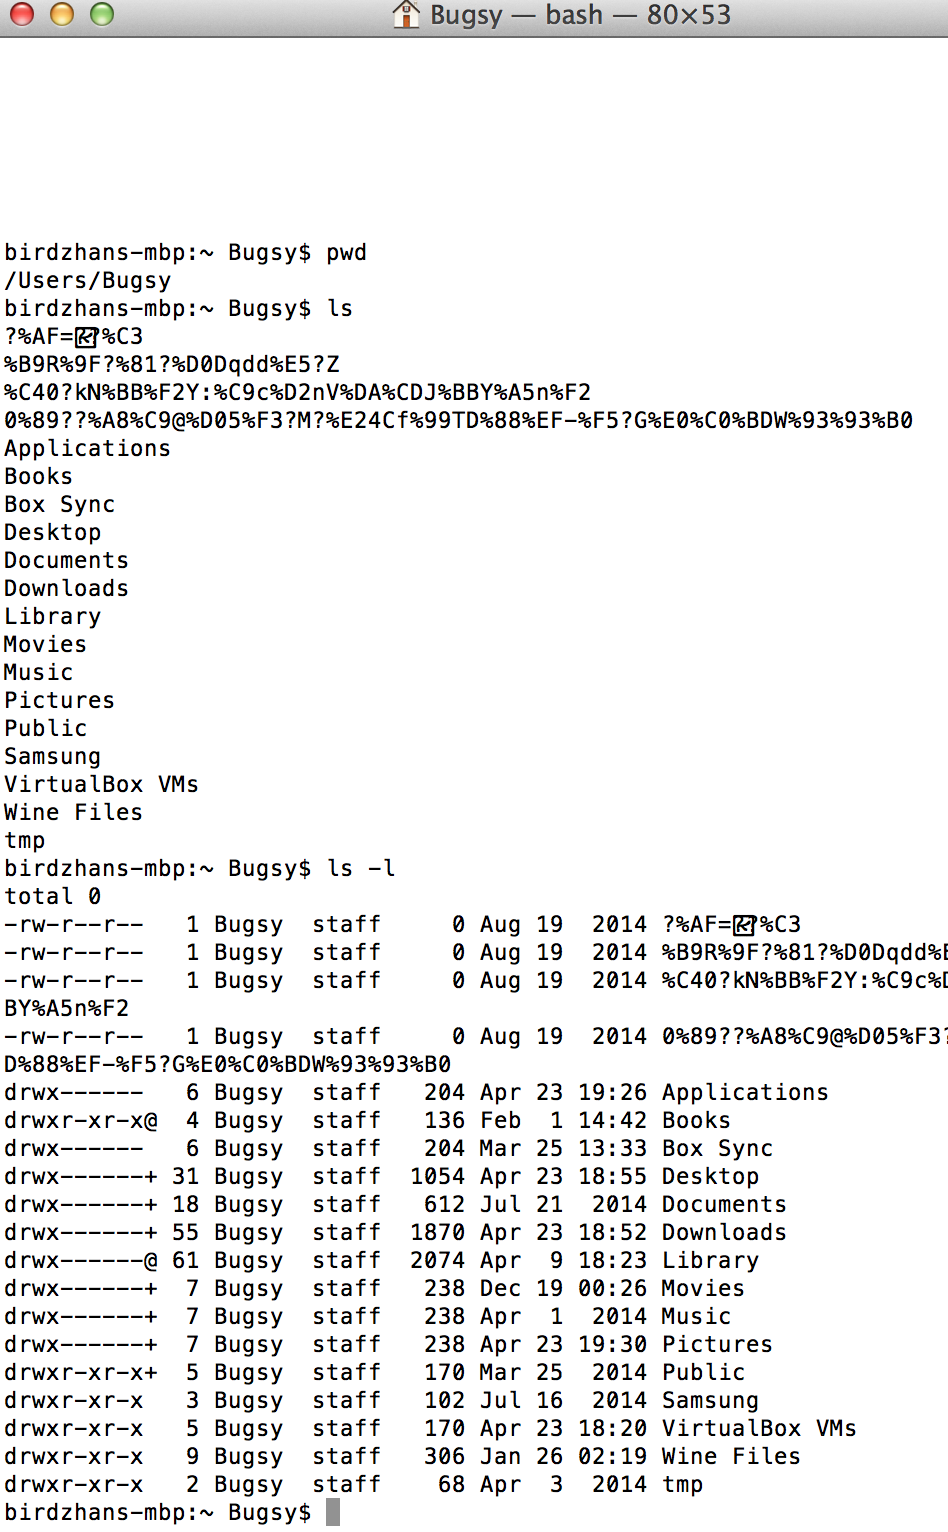 Bugsy — bash — 80×53
birdzhans-mbp:~ Bugsy$ pwd
/Users/Bugsy
birdzhans-mbp:~ Bugsy$ ls
?%AF=?%C3
%B9R%9F?%81?%D0Dqdd%E5?Z
%C40?kN%BB%F2Y:%C9c%D2nV%DA%CDJ%BBY%A5n%F2
0%89??%A8%C9@%D05%F3?M?%E24Cf%99TD%88%EF-%F5?G%E0%C0%BDW%93%93%B0
Applications
Books
Box Sync
Desktop
Documents
Downloads
Library
Movies
Music
Pictures
Public
Samsung
VirtualBox VMs
Wine Files
tmp
birdzhans-mbp:~ Bugsy$ ls -l
total 0
-rw-r--r--   1 Bugsy  staff     0 Aug 19  2014 ?%AF=?%C3
-rw-r--r--   1 Bugsy  staff     0 Aug 19  2014 %B9R%9F?%81?%D0Dqdd%E
-rw-r--r--   1 Bugsy  staff     0 Aug 19  2014 %C40?kN%BB%F2Y:%C9c%D
BY%A5n%F2
-rw-r--r--   1 Bugsy  staff     0 Aug 19  2014 0%89??%A8%C9@%D05%F3?
D%88%EF-%F5?G%E0%C0%BDW%93%93%B0
drwx------   6 Bugsy  staff   204 Apr 23 19:26 Applications
drwxr-xr-x@  4 Bugsy  staff   136 Feb  1 14:42 Books
drwx------   6 Bugsy  staff   204 Mar 25 13:33 Box Sync
drwx------+ 31 Bugsy  staff  1054 Apr 23 18:55 Desktop
drwx------+ 18 Bugsy  staff   612 Jul 21  2014 Documents
drwx------+ 55 Bugsy  staff  1870 Apr 23 18:52 Downloads
drwx------@ 61 Bugsy  staff  2074 Apr  9 18:23 Library
drwx------+  7 Bugsy  staff   238 Dec 19 00:26 Movies
drwx------+  7 Bugsy  staff   238 Apr  1  2014 Music
drwx------+  7 Bugsy  staff   238 Apr 23 19:30 Pictures
drwxr-xr-x+  5 Bugsy  staff   170 Mar 25  2014 Public
drwxr-xr-x   3 Bugsy  staff   102 Jul 16  2014 Samsung
drwxr-xr-x   5 Bugsy  staff   170 Apr 23 18:20 VirtualBox VMs
drwxr-xr-x   9 Bugsy  staff   306 Jan 26 02:19 Wine Files
drwxr-xr-x   2 Bugsy  staff    68 Apr  3  2014 tmp
birdzhans-mbp:~ Bugsy$